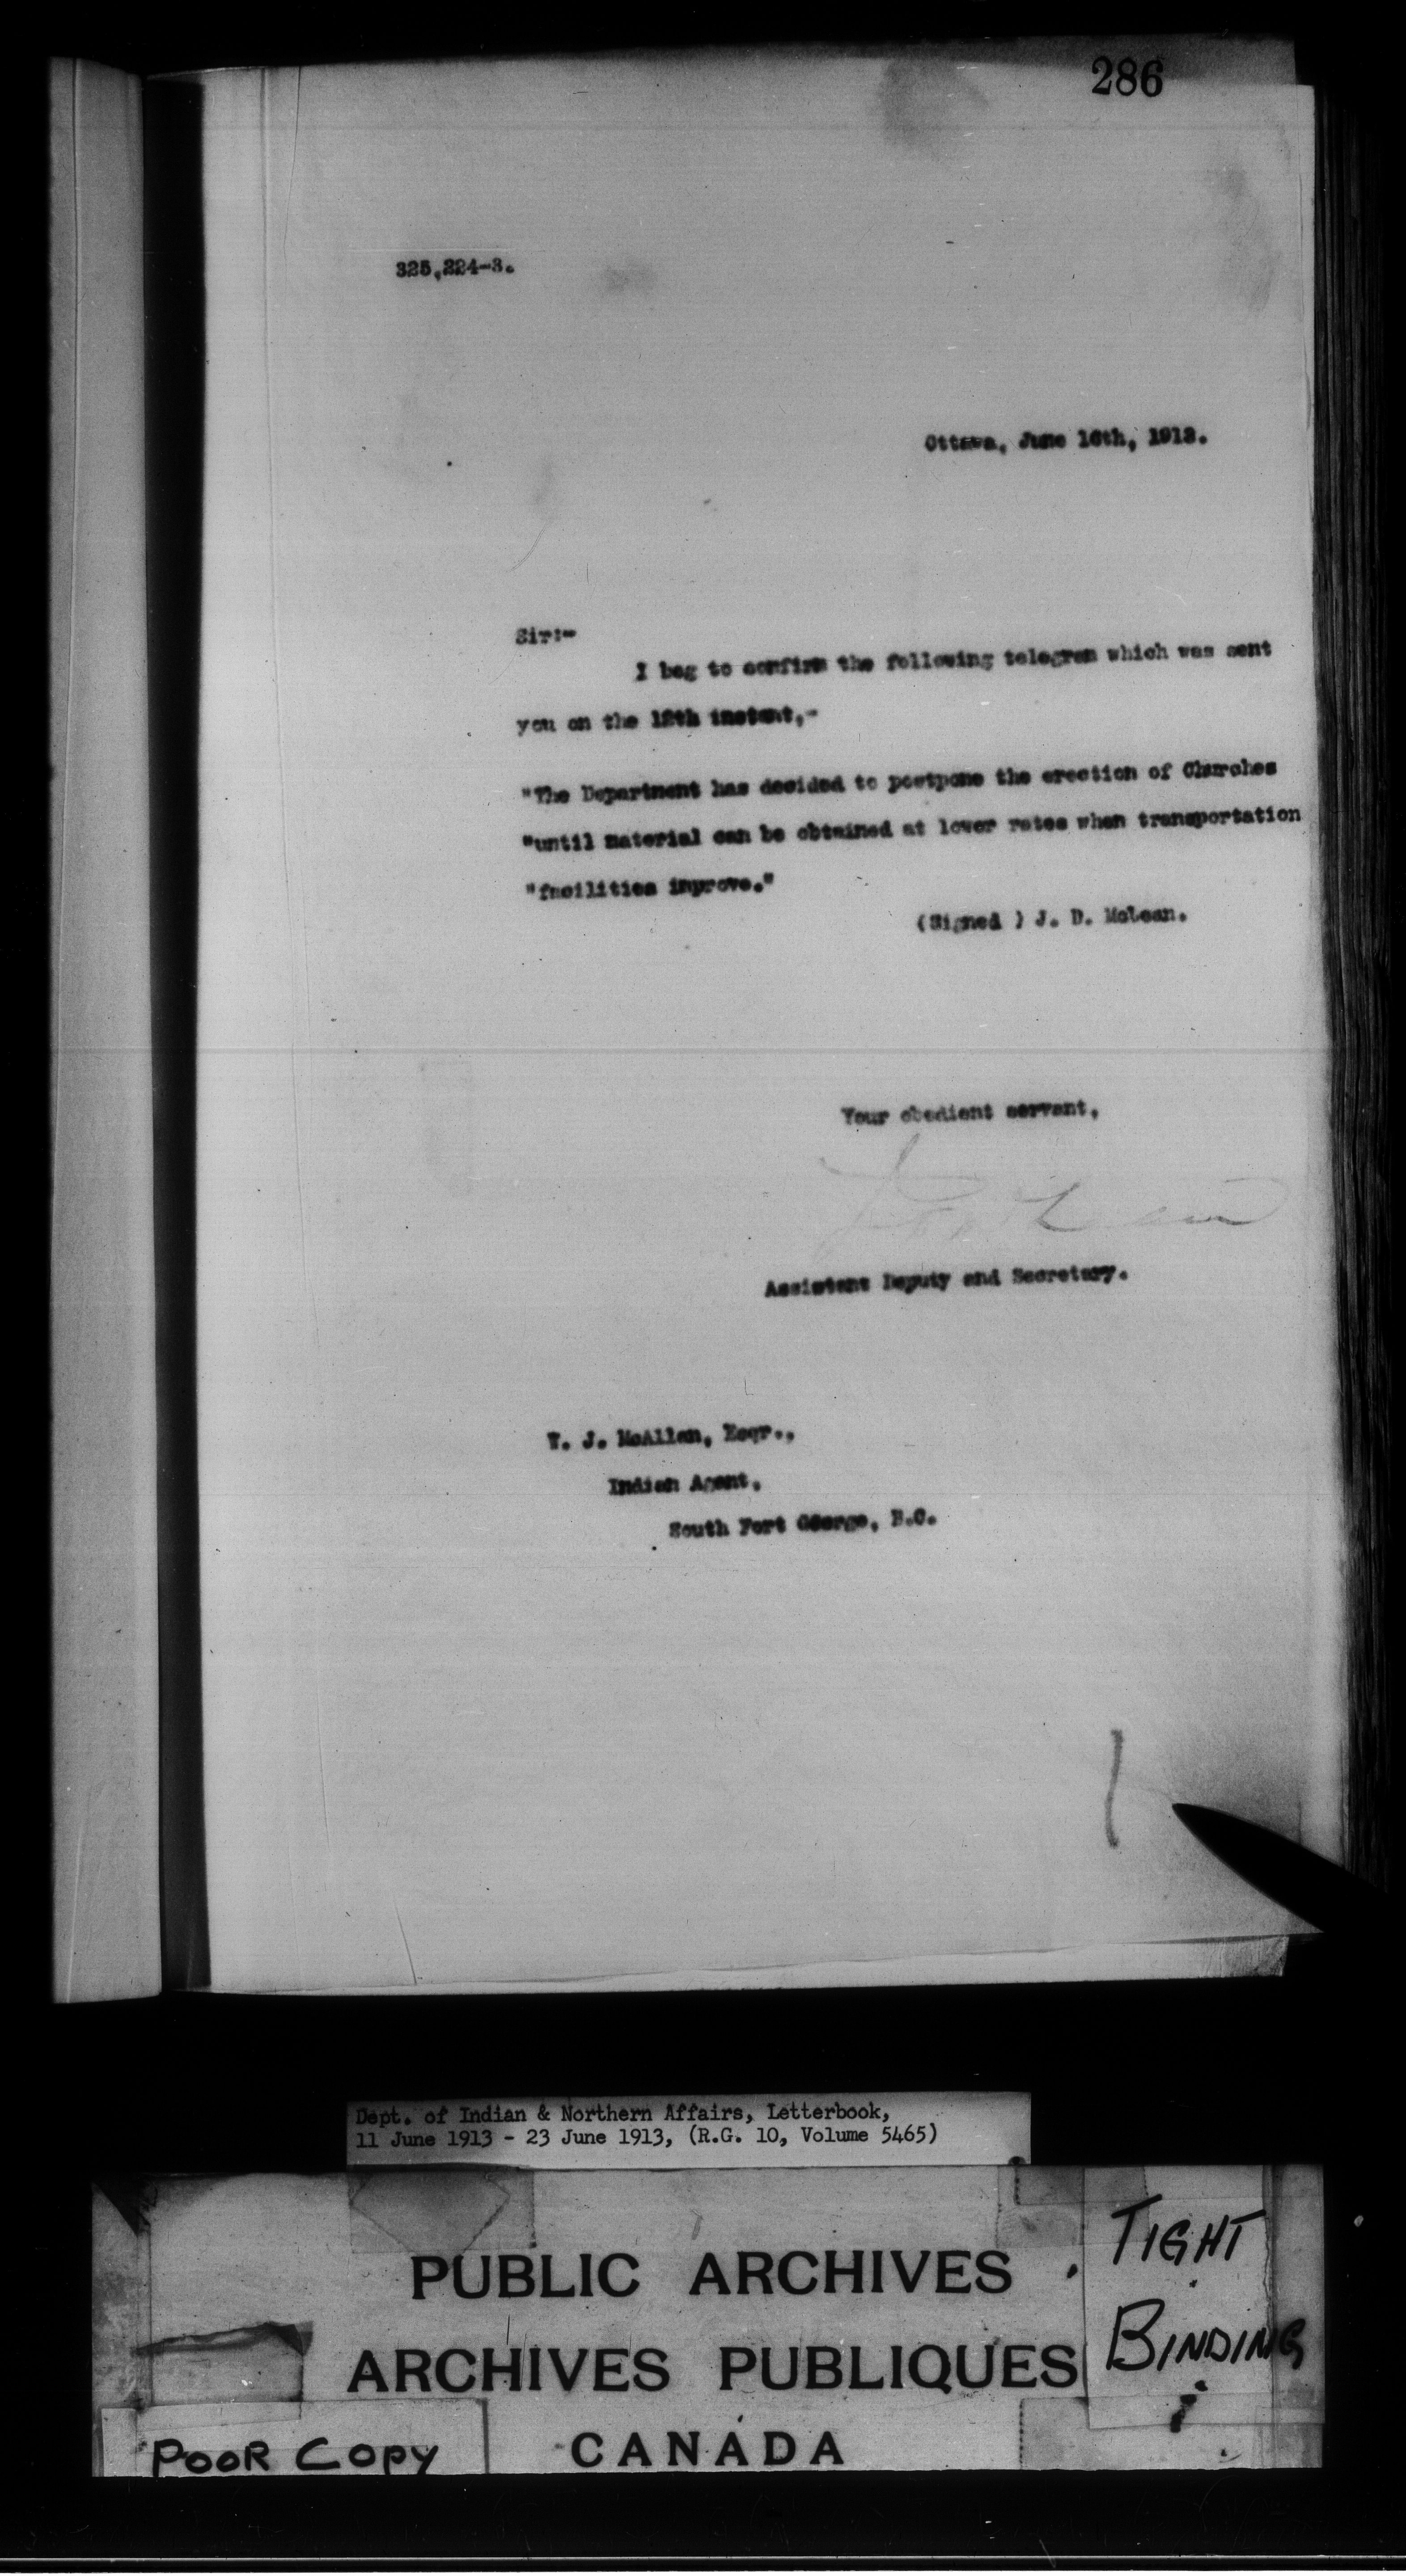 286
325,224-3.
Ottawa, June 16th, 1913.
Sir:-
I beg to confirm the following telegram which was sent
you on the 12th instant,-
"The Department has decided to postpone the erection of Churches
"until material can be obtained at lower rates when transportation
"facilities improve."
(Signed ) J. D. McLean.
Your obedient servant,
Assistant Deputy and Secretary.
W. J. McAllan, Esqr.,
Indian Agent,
South Fort George, B.C.
Dept. of Indian & Northern Affairs, Letterbook,
11 June 1913 - 23 June 1913, (R.G. 10, Volume 5465)
TIGHT
BINDING
PUBLIC ARCHIVES
ARCHIVES PUBLIQUES
CANADA
POOR COPY